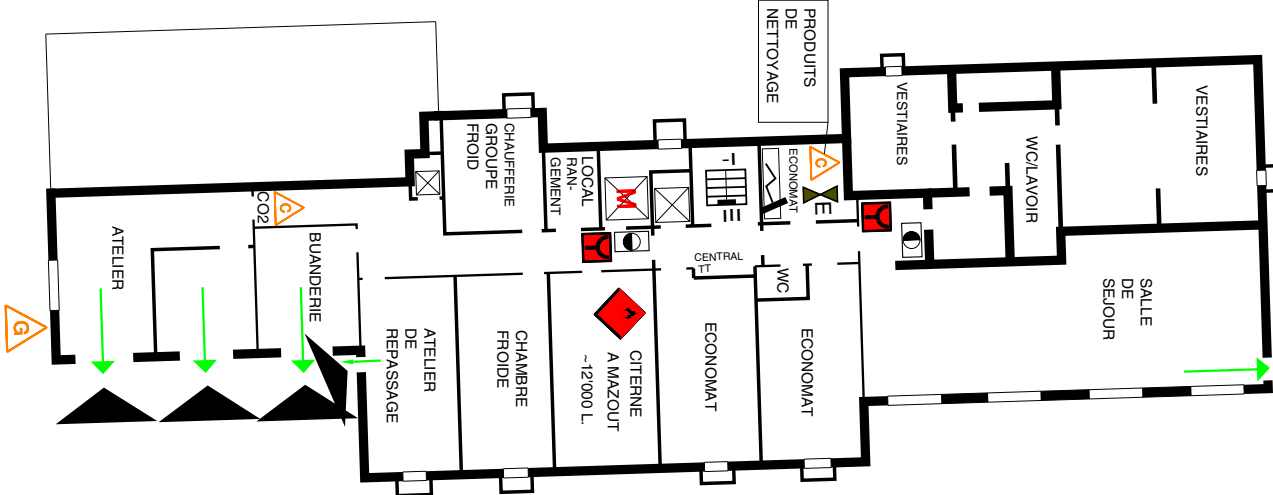 PRODUITS
DE
NETTOYAGE
VESTIAIRES
WC/LAVOIR
VESTIAIRES
CHAUFFERIE
GROUPE
FROID
LOCAL
RAN-
GEMENT
M
ECONOMAT
C
E
CO2
C
ATELIER
BUANDERIE
CENTRAL
TT
WC
SALLE
DE
SEJOUR
G
ATELIER
DE
REPASSAGE
CHAMBRE
FROIDE
CITERNE
A MAZOUT
~12'000 L.
ECONOMAT
ECONOMAT